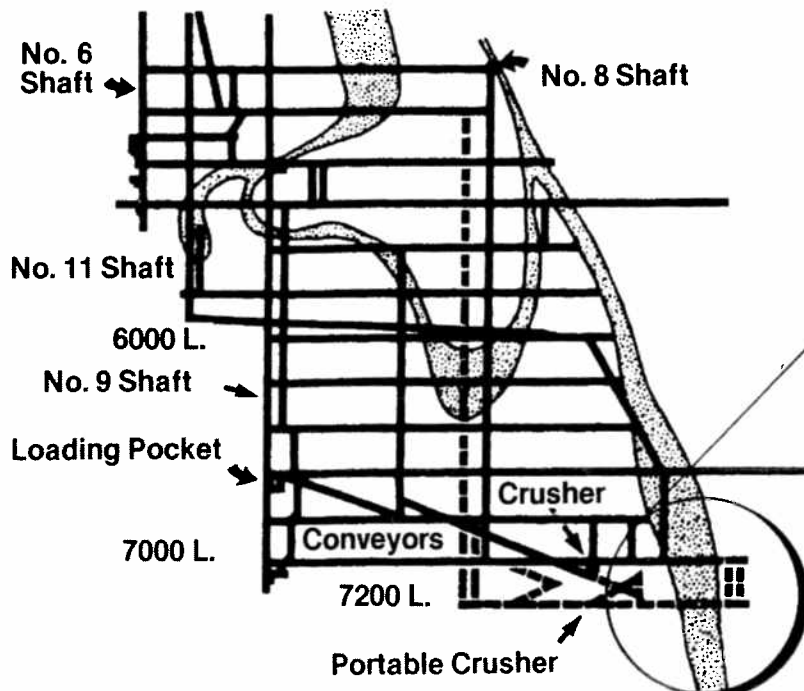 No. 6
Shaft
No. 8 Shaft
No. 11 Shaft
6000 L.
No. 9 Shaft
Loading Pocket
Crusher
7000 L.
Conveyors
7200 L.
Portable Crusher